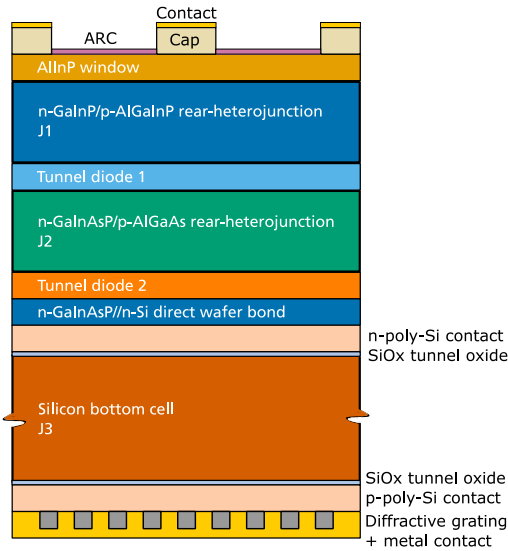 Contact
ARC
Cap
AlInP window
n-GaInP/p-AlGaInP rear-heterojunction
J1
Tunnel diode 1
n-GaInAsP/p-AlGaAs rear-heterojunction
J2
Tunnel diode 2
n-GaInAsP//n-Si direct wafer bond
n-poly-Si contact
SiOx tunnel oxide
Silicon bottom cell
J3
SiOx tunnel oxide
p-poly-Si contact
Diffractive grating
+ metal contact